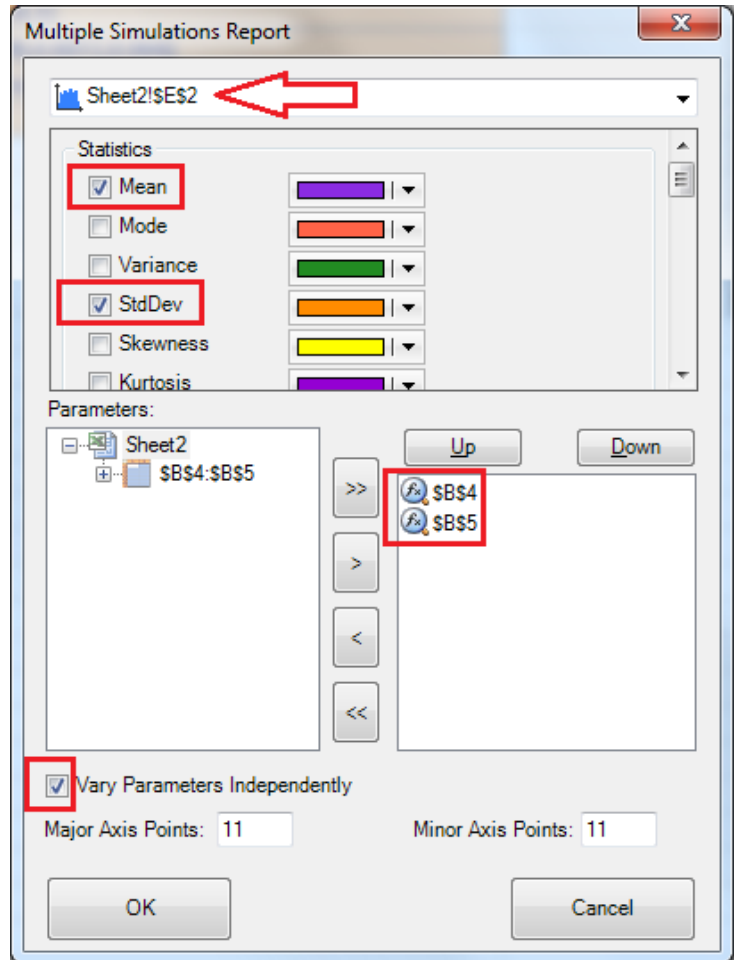 Multiple Simulations Report
Sheet2!$E$2
Statistics
Mean
Mode
Variance
StdDev
Skewness
Kurtosis
Parameters:
Sheet2
$B$4:$B$5
Up
Down
>>
>
<
<<
$B$4
$B$5
Vary Parameters Independently
Major Axis Points: 11
Minor Axis Points: 11
OK
Cancel